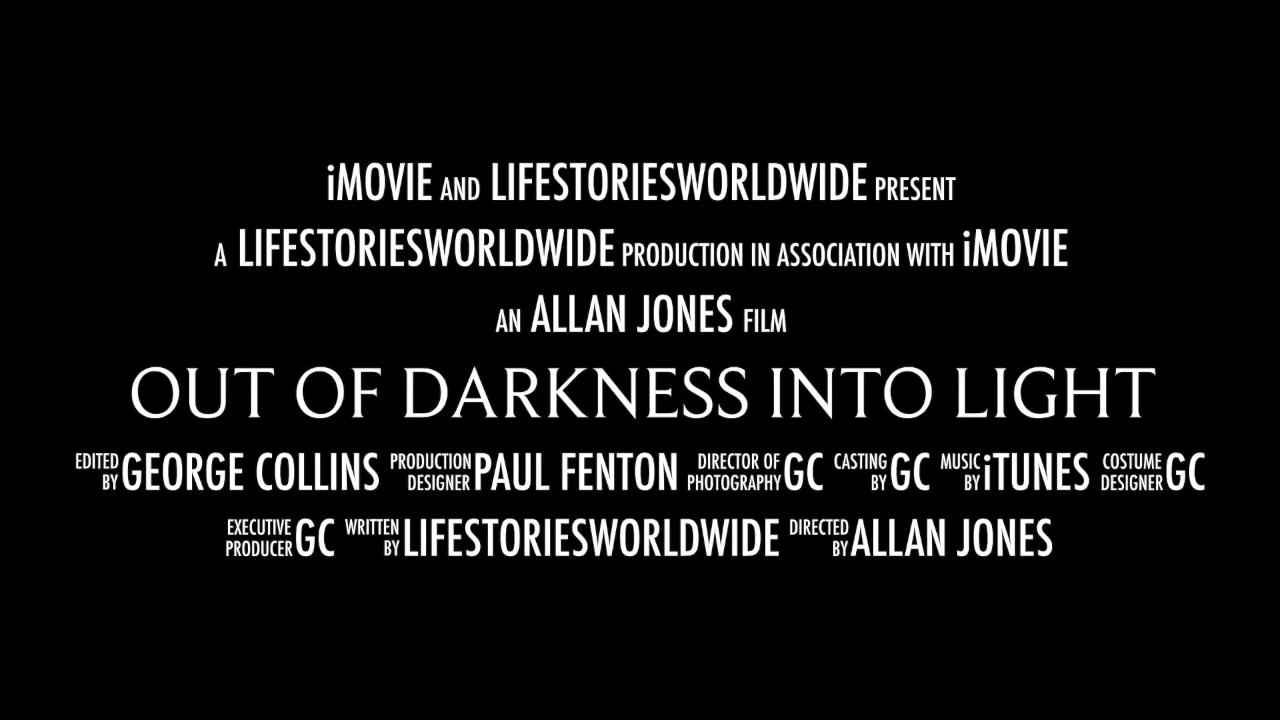 iMOVIE AND LIFESTORIESWORLDWIDE PRESENT
A LIFESTORIESWORLDWIDE PRODUCTION IN ASSOCIATION WITH iMOVIE
AN ALLAN JONES FILM
OUT OF DARKNESS INTO LIGHT
EDITED BY GEORGE COLLINS PRODUCTION DESIGNER PAUL FENTON DIRECTOR OF PHOTOGRAPHY GC CASTING BY GC MUSIC BY iTUNES COSTUME DESIGNER GC
EXECUTIVE PRODUCER GC WRITTEN BY LIFESTORIESWORLDWIDE DIRECTED BY ALLAN JONES